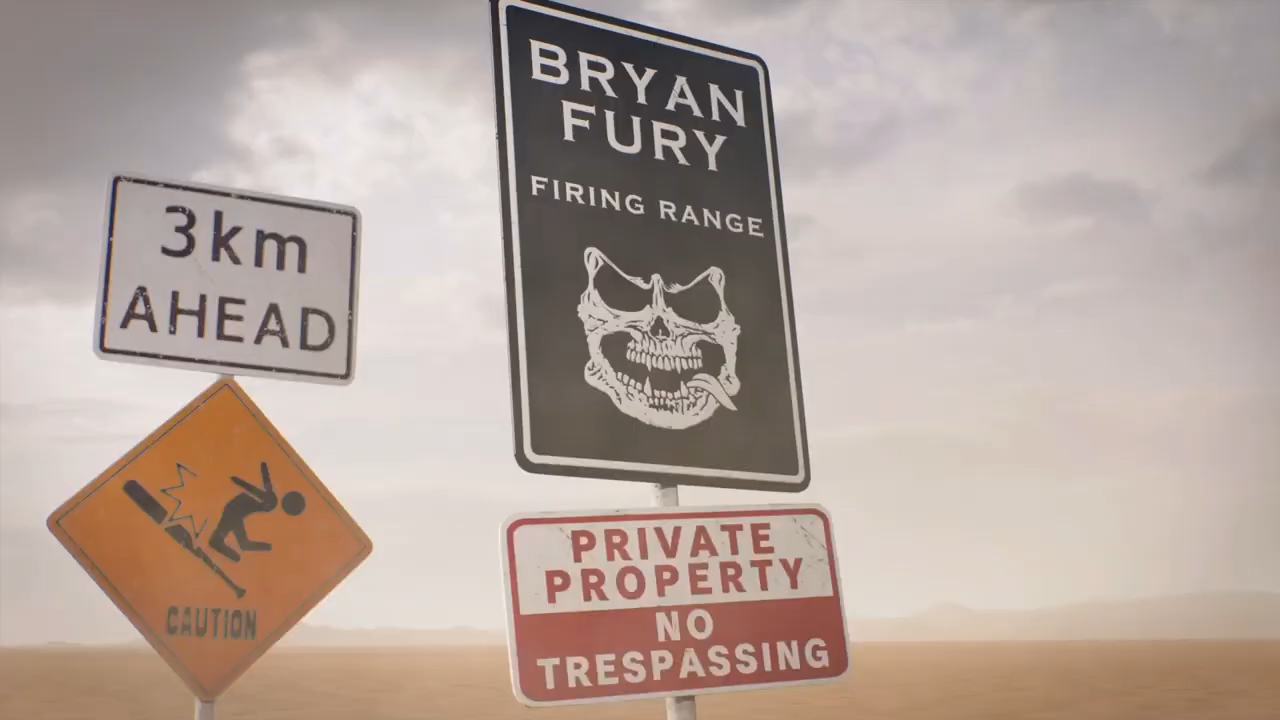 3km
AHEAD
CAUTION
BRYAN
FURY
FIRING RANGE
PRIVATE
PROPERTY
NO
TRESPASSING